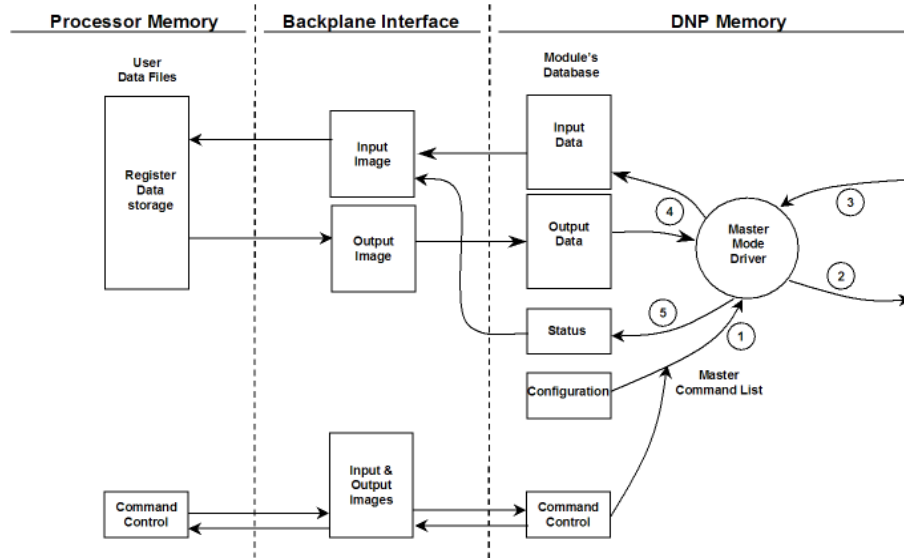 Processor Memory
Backplane Interface
DNP Memory
User
Data Files
Module's
Database
Register
Data
storage
Input
Image
Output
Image
Input
Data
Output
Data
Status
Configuration
Master
Mode
Driver
4
3
2
5
1
Master
Command List
Command
Control
Input &
Output
Images
Command
Control